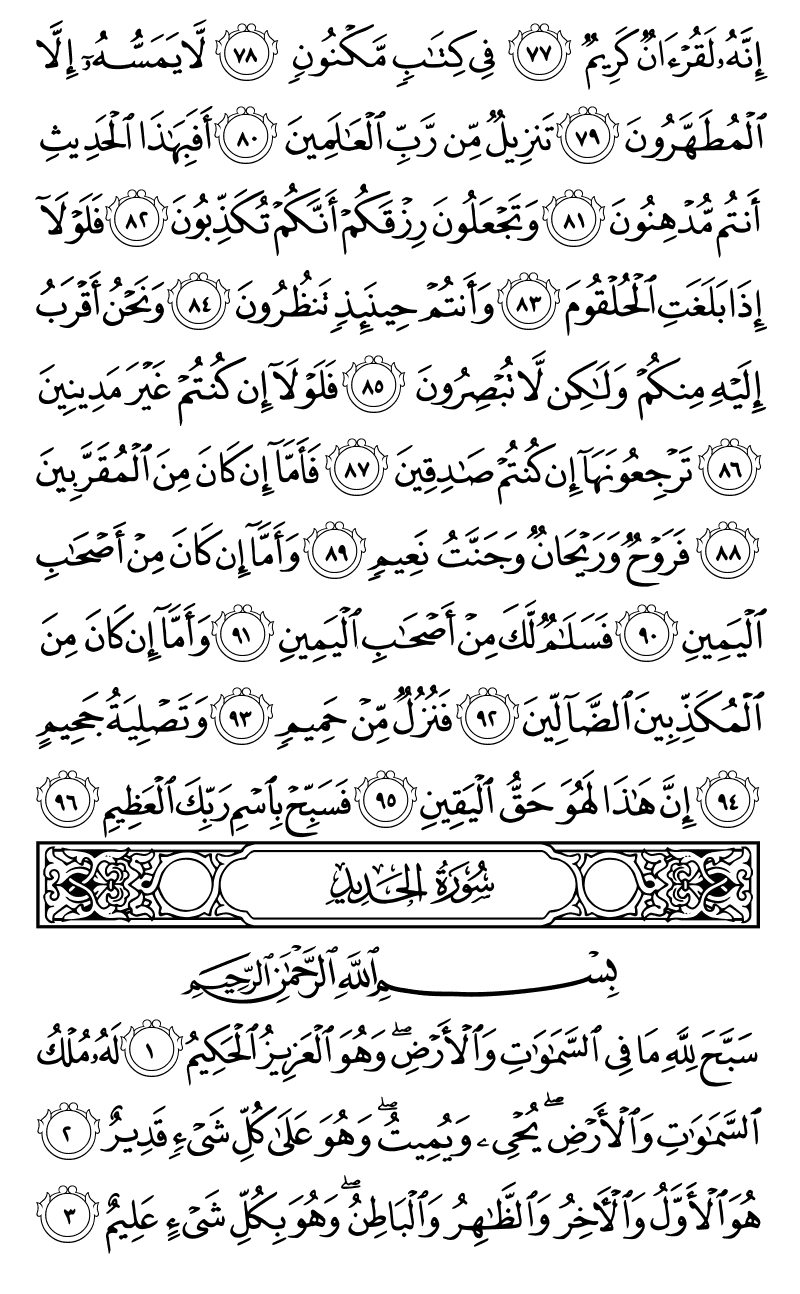 إِنَّهُۥ لَقُرْءَانٌ كَرِيمٌ ٧٧ فِى كِتَٰبٍ مَّكْنُونٍ ٧٨ لَّا يَمَسُّهُۥٓ إِلَّا
ٱلْمُطَهَّرُونَ ٧٩ تَنزِيلٌ مِّن رَّبِّ ٱلْعَٰلَمِينَ ٨٠ أَفَبِهَٰذَا ٱلْحَدِيثِ
أَنتُم مُّدْهِنُونَ ٨١ وَتَجْعَلُونَ رِزْقَكُمْ أَنَّكُمْ تُكَذِّبُونَ ٨٢ فَلَوْلَآ
إِذَا بَلَغَتِ ٱلْحُلْقُومَ ٨٣ وَأَنتُمْ حِينَئِذٍ تَنظُرُونَ ٨٤ وَنَحْنُ أَقْرَبُ
إِلَيْهِ مِنكُمْ وَلَٰكِن لَّا تُبْصِرُونَ ٨٥ فَلَوْلَآ إِن كُنتُمْ غَيْرَ مَدِينِينَ
٨٦ تَرْجِعُونَهَآ إِن كُنتُمْ صَٰدِقِينَ ٨٧ فَأَمَّآ إِن كَانَ مِنَ ٱلْمُقَرَّبِينَ
٨٨ فَرَوْحٌ وَرَيْحَانٌ وَجَنَّتُ نَعِيمٍ ٨٩ وَأَمَّآ إِن كَانَ مِنْ أَصْحَٰبِ
ٱلْيَمِينِ ٩٠ فَسَلَٰمٌ لَّكَ مِنْ أَصْحَٰبِ ٱلْيَمِينِ ٩١ وَأَمَّآ إِن كَانَ مِنَ
ٱلْمُكَذِّبِينَ ٱلضَّآلِّينَ ٩٢ فَنُزُلٌ مِّنْ حَمِيمٍ ٩٣ وَتَصْلِيَةُ جَحِيمٍ
٩٤ إِنَّ هَٰذَا لَهُوَ حَقُّ ٱلْيَقِينِ ٩٥ فَسَبِّحْ بِٱسْمِ رَبِّكَ ٱلْعَظِيمِ ٩٦
سُورَةُ الحَدِيدِ
بِسْمِ ٱللَّهِ ٱلرَّحْمَٰنِ ٱلرَّحِيمِ
سَبَّحَ لِلَّهِ مَا فِى ٱلسَّمَٰوَٰتِ وَٱلْأَرْضِ ۖ وَهُوَ ٱلْعَزِيزُ ٱلْحَكِيمُ ١ لَهُۥ مُلْكُ
ٱلسَّمَٰوَٰتِ وَٱلْأَرْضِ ۖ يُحْىِۦ وَيُمِيتُ ۖ وَهُوَ عَلَىٰ كُلِّ شَىْءٍ قَدِيرٌ ٢
هُوَ ٱلْأَوَّلُ وَٱلْءَاخِرُ وَٱلظَّٰهِرُ وَٱلْبَاطِنُ ۖ وَهُوَ بِكُلِّ شَىْءٍ عَلِيمٌ ٣